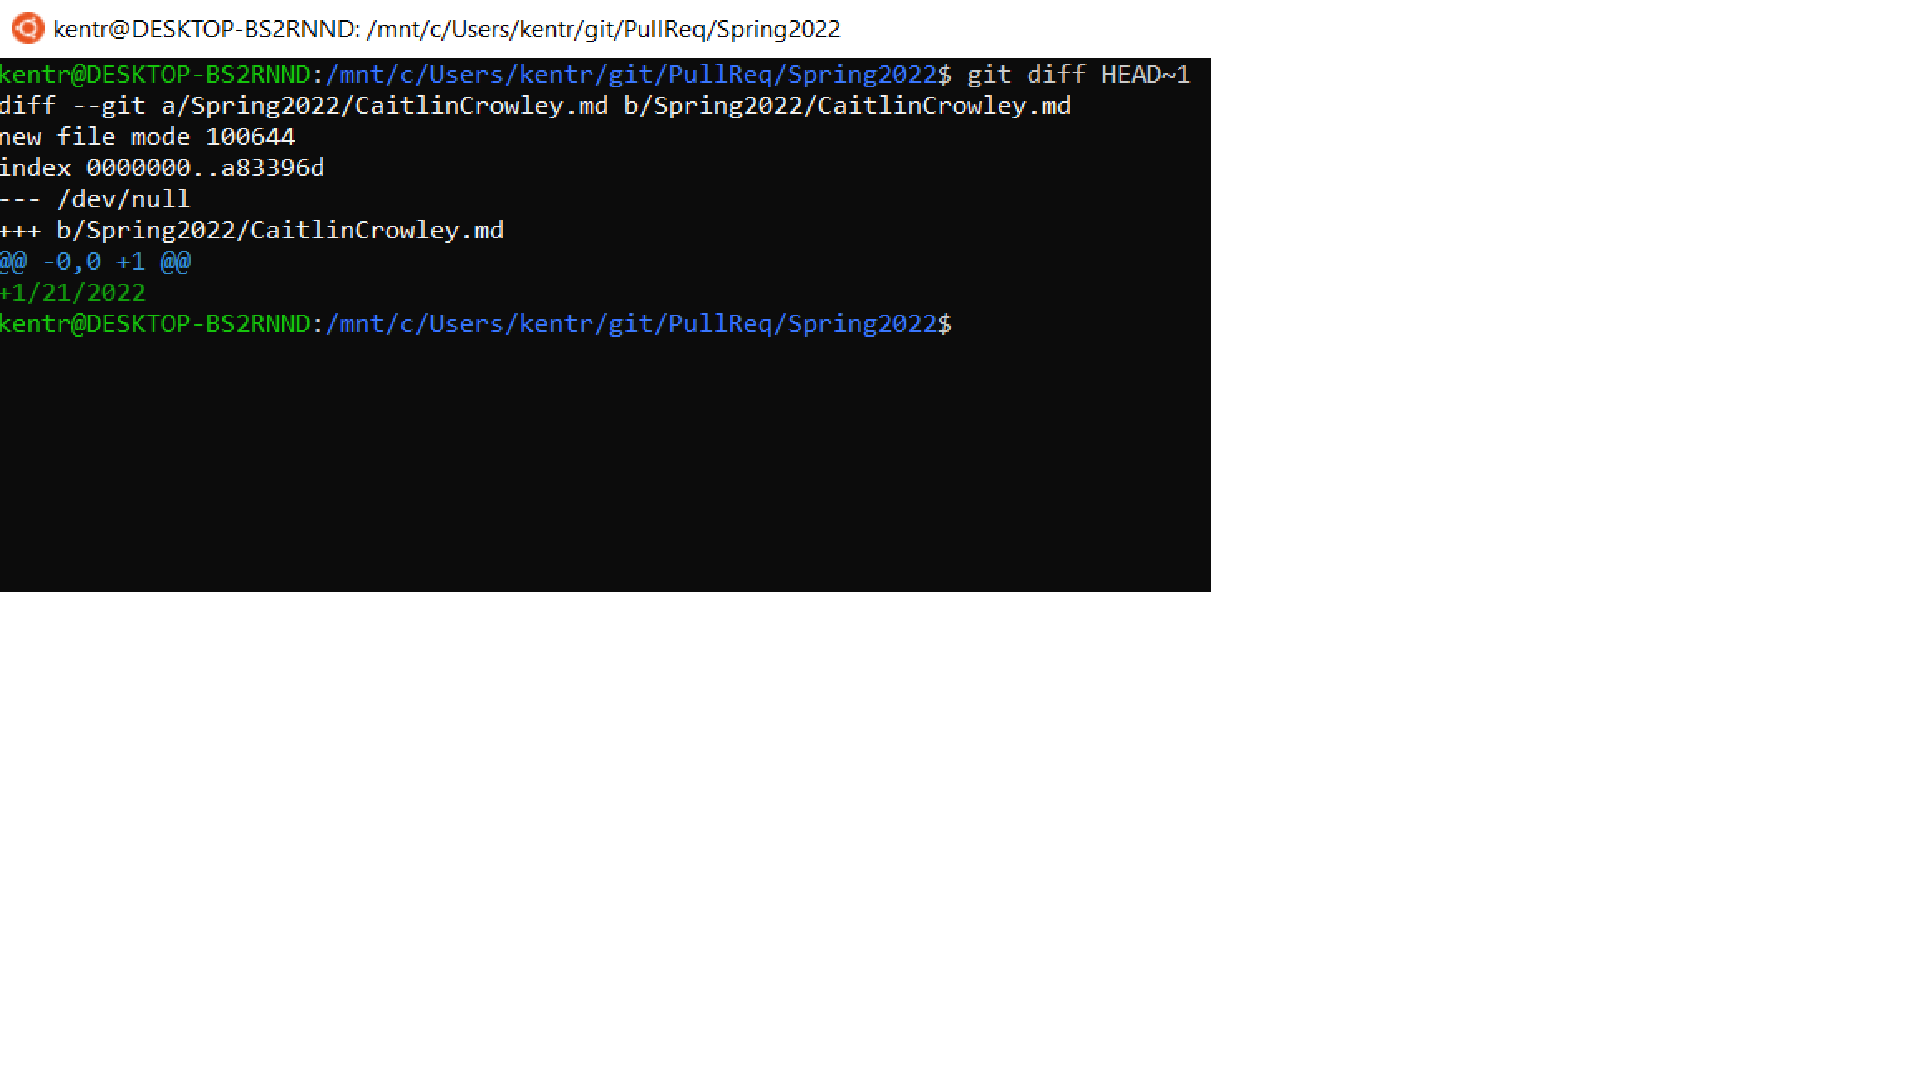 kentr@DESKTOP-BS2RNND: /mnt/c/Users/kentr/git/PullReq/Spring2022
kentr@DESKTOP-BS2RNND:/mnt/c/Users/kentr/git/PullReq/Spring2022$ git diff HEAD~1
diff --git a/Spring2022/CaitlinCrowley.md b/Spring2022/CaitlinCrowley.md
new file mode 100644
index 0000000..a83396d
--- /dev/null
+++ b/Spring2022/CaitlinCrowley.md
@@ -0,0 +1 @@
+1/21/2022
kentr@DESKTOP-BS2RNND:/mnt/c/Users/kentr/git/PullReq/Spring2022$